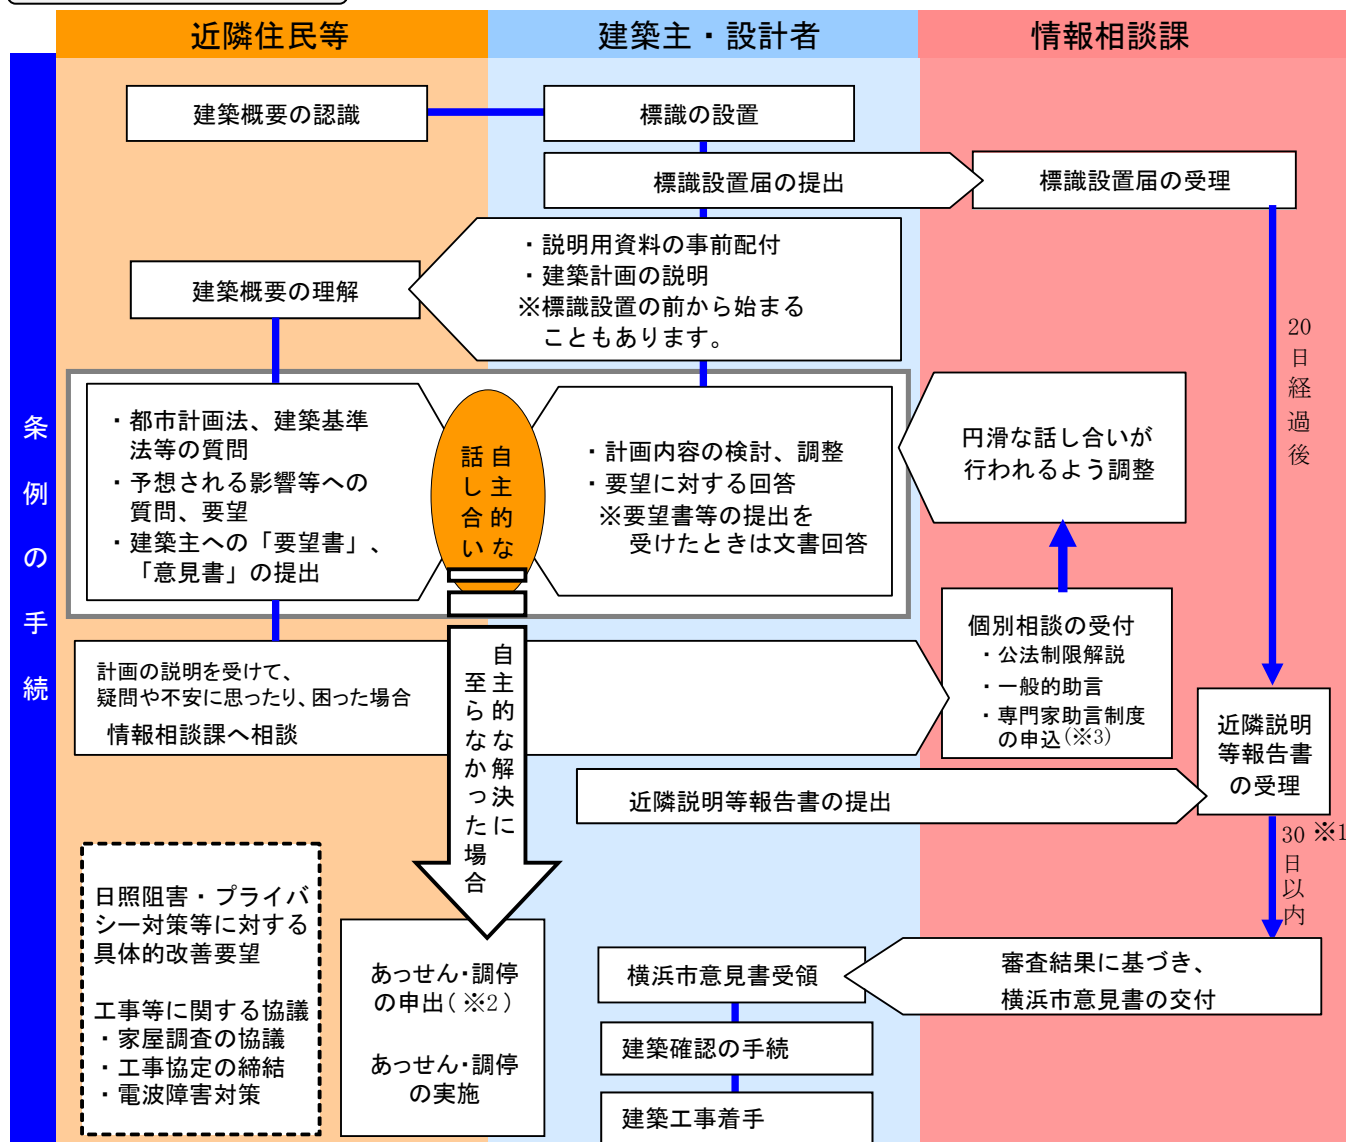 近隣住民等
建築主・設計者
情報相談課
条例の手続
建築概要の認識
標識の設置
標識設置届の提出
標識設置届の受理
・説明用資料の事前配付
・建築計画の説明
※標識設置の前から始まる
こともあります。
建築概要の理解
20日経過後
・都市計画法、建築基準
法等の質問
・予想される影響等への
質問、要望
・建築主への「要望書」、
「意見書」の提出
自主的な
話し合い
・計画内容の検討、調整
・要望に対する回答
※要望書等の提出を
受けたときは文書回答
円滑な話し合いが
行われるよう調整
個別相談の受付
・公法制限解説
・一般的助言
・専門家助言制度
の申込(※3)
計画の説明を受けて、
疑問や不安に思ったり、困った場合
情報相談課へ相談
自主的な解決に
至らなかった場合
近隣説明
等報告書
の受理
近隣説明等報告書の提出
30日以内
※1
日照阻害・プライバ
シー対策等に対する
具体的改善要望
工事等に関する協議
・家屋調査の協議
・工事協定の締結
・電波障害対策
あっせん・調停
の申出(※2)
あっせん・調停
の実施
横浜市意見書受領
審査結果に基づき、
横浜市意見書の交付
建築確認の手続
建築工事着手